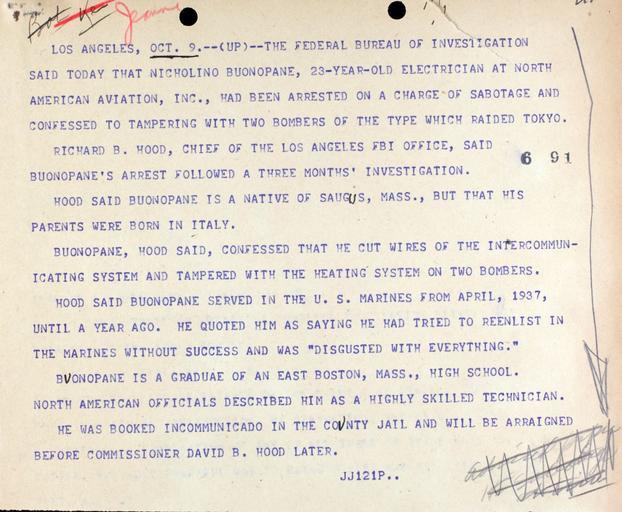 Jeanne
LOS ANGELES, OCT. 9.--(UP)--THE FEDERAL BUREAU OF INVESTIGATION
SAID TODAY THAT NICHOLINO BUONOPANE, 23-YEAR-OLD ELECTRICIAN AT NORTH
AMERICAN AVIATION, INC., HAD BEEN ARRESTED ON A CHARGE OF SABOTAGE AND
CONFESSED TO TAMPERING WITH TWO BOMBERS OF THE TYPE WHICH RAIDED TOKYO.
RICHARD B. HOOD, CHIEF OF THE LOS ANGELES FBI OFFICE, SAID
6 91
BUONOPANE'S ARREST FOLLOWED A THREE MONTHS' INVESTIGATION.
HOOD SAID BUONOPANE IS A NATIVE OF SAUGUS, MASS., BUT THAT HIS
PARENTS WERE BORN IN ITALY.
BUONOPANE, HOOD SAID, CONFESSED THAT HE CUT WIRES OF THE INTERCOMMUN-
ICATING SYSTEM AND TAMPERED WITH THE HEATING SYSTEM ON TWO BOMBERS.
HOOD SAID BUONOPANE SERVED IN THE U. S. MARINES FROM APRIL, 1937,
UNTIL A YEAR AGO. HE QUOTED HIM AS SAYING HE HAD TRIED TO REENLIST IN
THE MARINES WITHOUT SUCCESS AND WAS "DISGUSTED WITH EVERYTHING."
BUONOPANE IS A GRADUAE OF AN EAST BOSTON, MASS., HIGH SCHOOL.
NORTH AMERICAN OFFICIALS DESCRIBED HIM AS A HIGHLY SKILLED TECHNICIAN.
HE WAS BOOKED INCOMMUNICADO IN THE COUNTY JAIL AND WILL BE ARRAIGNED
BEFORE COMMISSIONER DAVID B. HOOD LATER.
JJ121P..